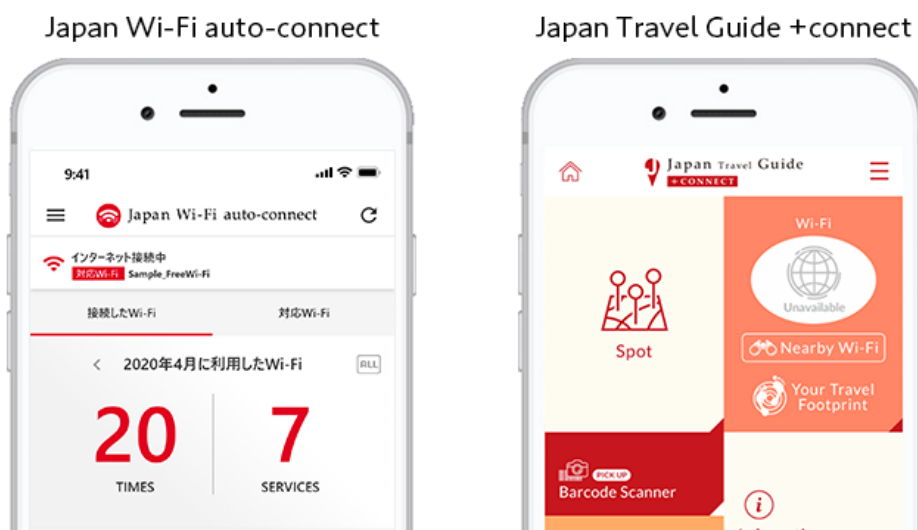 Japan Wi-Fi auto-connect
9:41
Japan Wi-Fi auto-connect
インターネット接続中
対応Wi-Fi Sample_FreeWi-Fi
接続したWi-Fi 対応Wi-Fi
2020年4月に利用したWi-Fi ALL
20 7
TIMES SERVICES
Japan Travel Guide +connect
Japan Travel Guide
+CONNECT
Wi-Fi
Unavailable
Spot
Nearby Wi-Fi
Your Travel
Footprint
PICK UP
Barcode Scanner
i